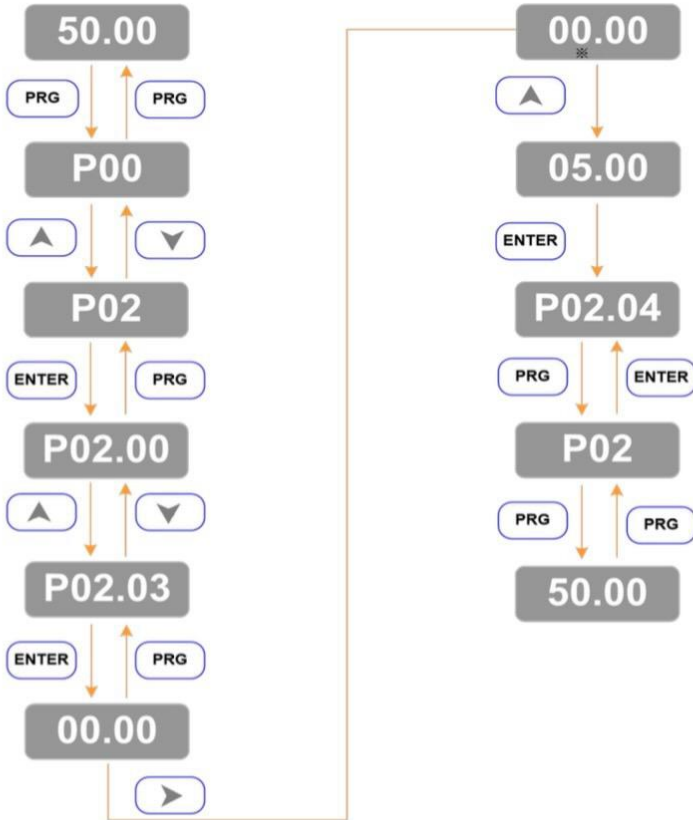 50.00
PRG PRG
P00
P02
ENTER PRG
P02.00
P02.03
ENTER PRG
00.00
00.00
※
05.00
ENTER
P02.04
PRG ENTER
P02
PRG PRG
50.00